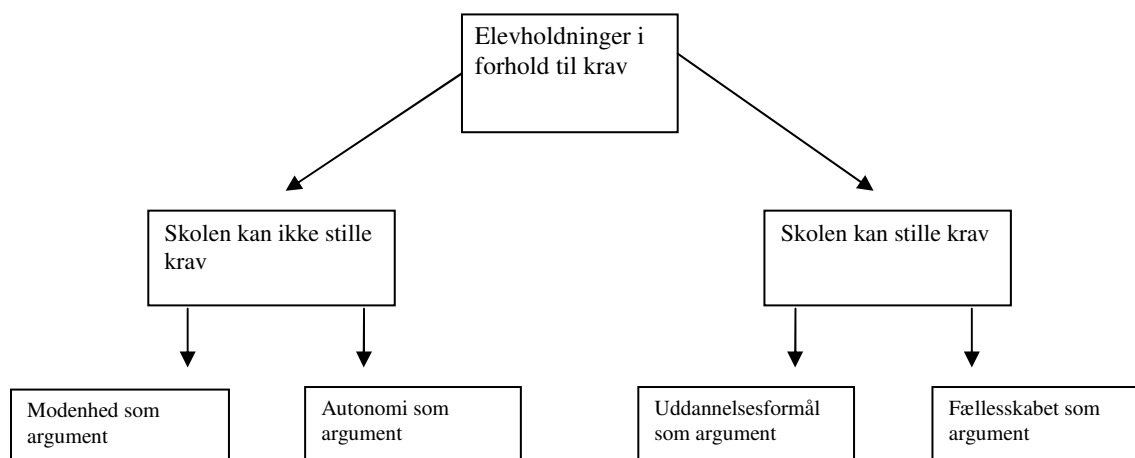 Elevholdninger i
forhold til krav
Skolen kan ikke stille
krav
Skolen kan stille krav
Modenhed som
argument
Autonomi som
argument
Uddannelsesformål
som argument
Fællesskabet som
argument